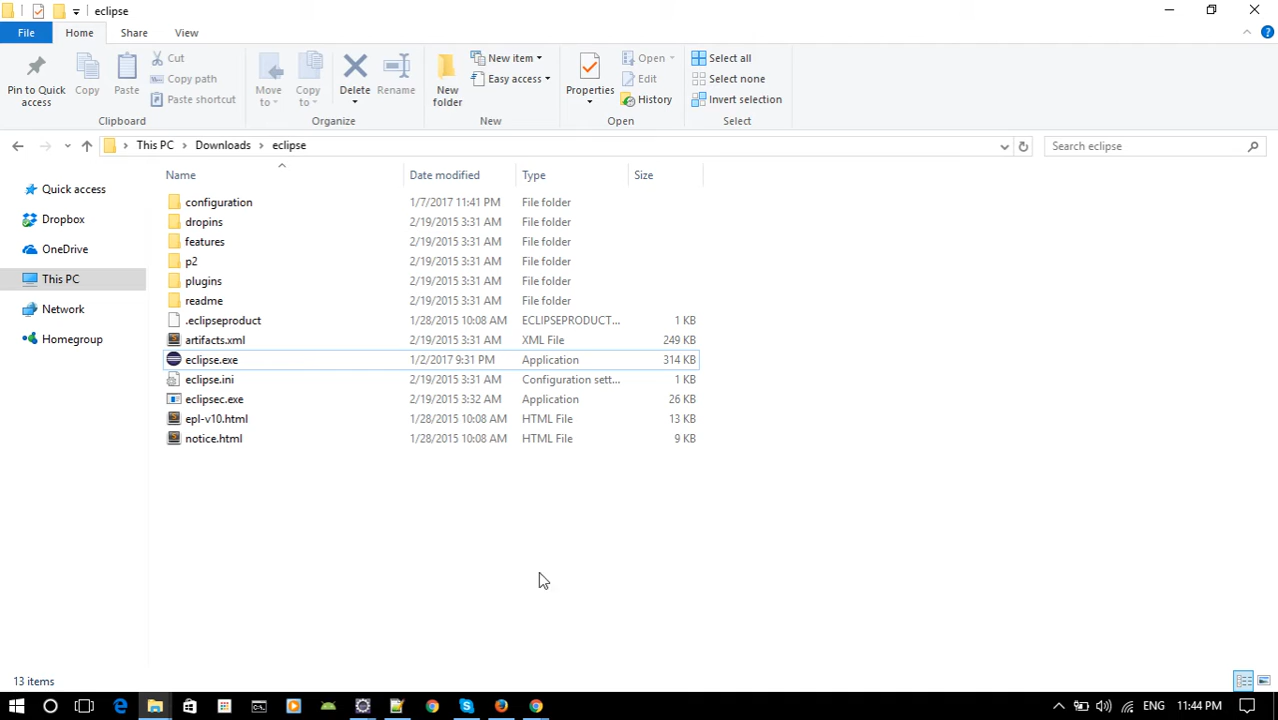 eclipse
File Home Share View
Pin to Quick access
Copy
Paste
Cut
Copy path
Paste shortcut
Clipboard
Move to
Copy to
Delete
Rename
Organize
New folder
New item
Easy access
New
Properties
Open
Edit
History
Open
Select all
Select none
Invert selection
Select
This PC Downloads eclipse
Search eclipse
Quick access
Dropbox
OneDrive
This PC
Network
Homegroup
Name Date modified Type Size
configuration 1/7/2017 11:41 PM File folder
dropins 2/19/2015 3:31 AM File folder
features 2/19/2015 3:31 AM File folder
p2 2/19/2015 3:31 AM File folder
plugins 2/19/2015 3:31 AM File folder
readme 2/19/2015 3:31 AM File folder
.eclipseproduct 1/28/2015 10:08 AM ECLIPSEPRODUCT... 1 KB
artifacts.xml 2/19/2015 3:31 AM XML File 249 KB
eclipse.exe 1/2/2017 9:31 PM Application 314 KB
eclipse.ini 2/19/2015 3:31 AM Configuration sett... 1 KB
eclipsec.exe 2/19/2015 3:32 AM Application 26 KB
epl-v10.html 1/28/2015 10:08 AM HTML File 13 KB
notice.html 1/28/2015 10:08 AM HTML File 9 KB
13 items
ENG 11:44 PM